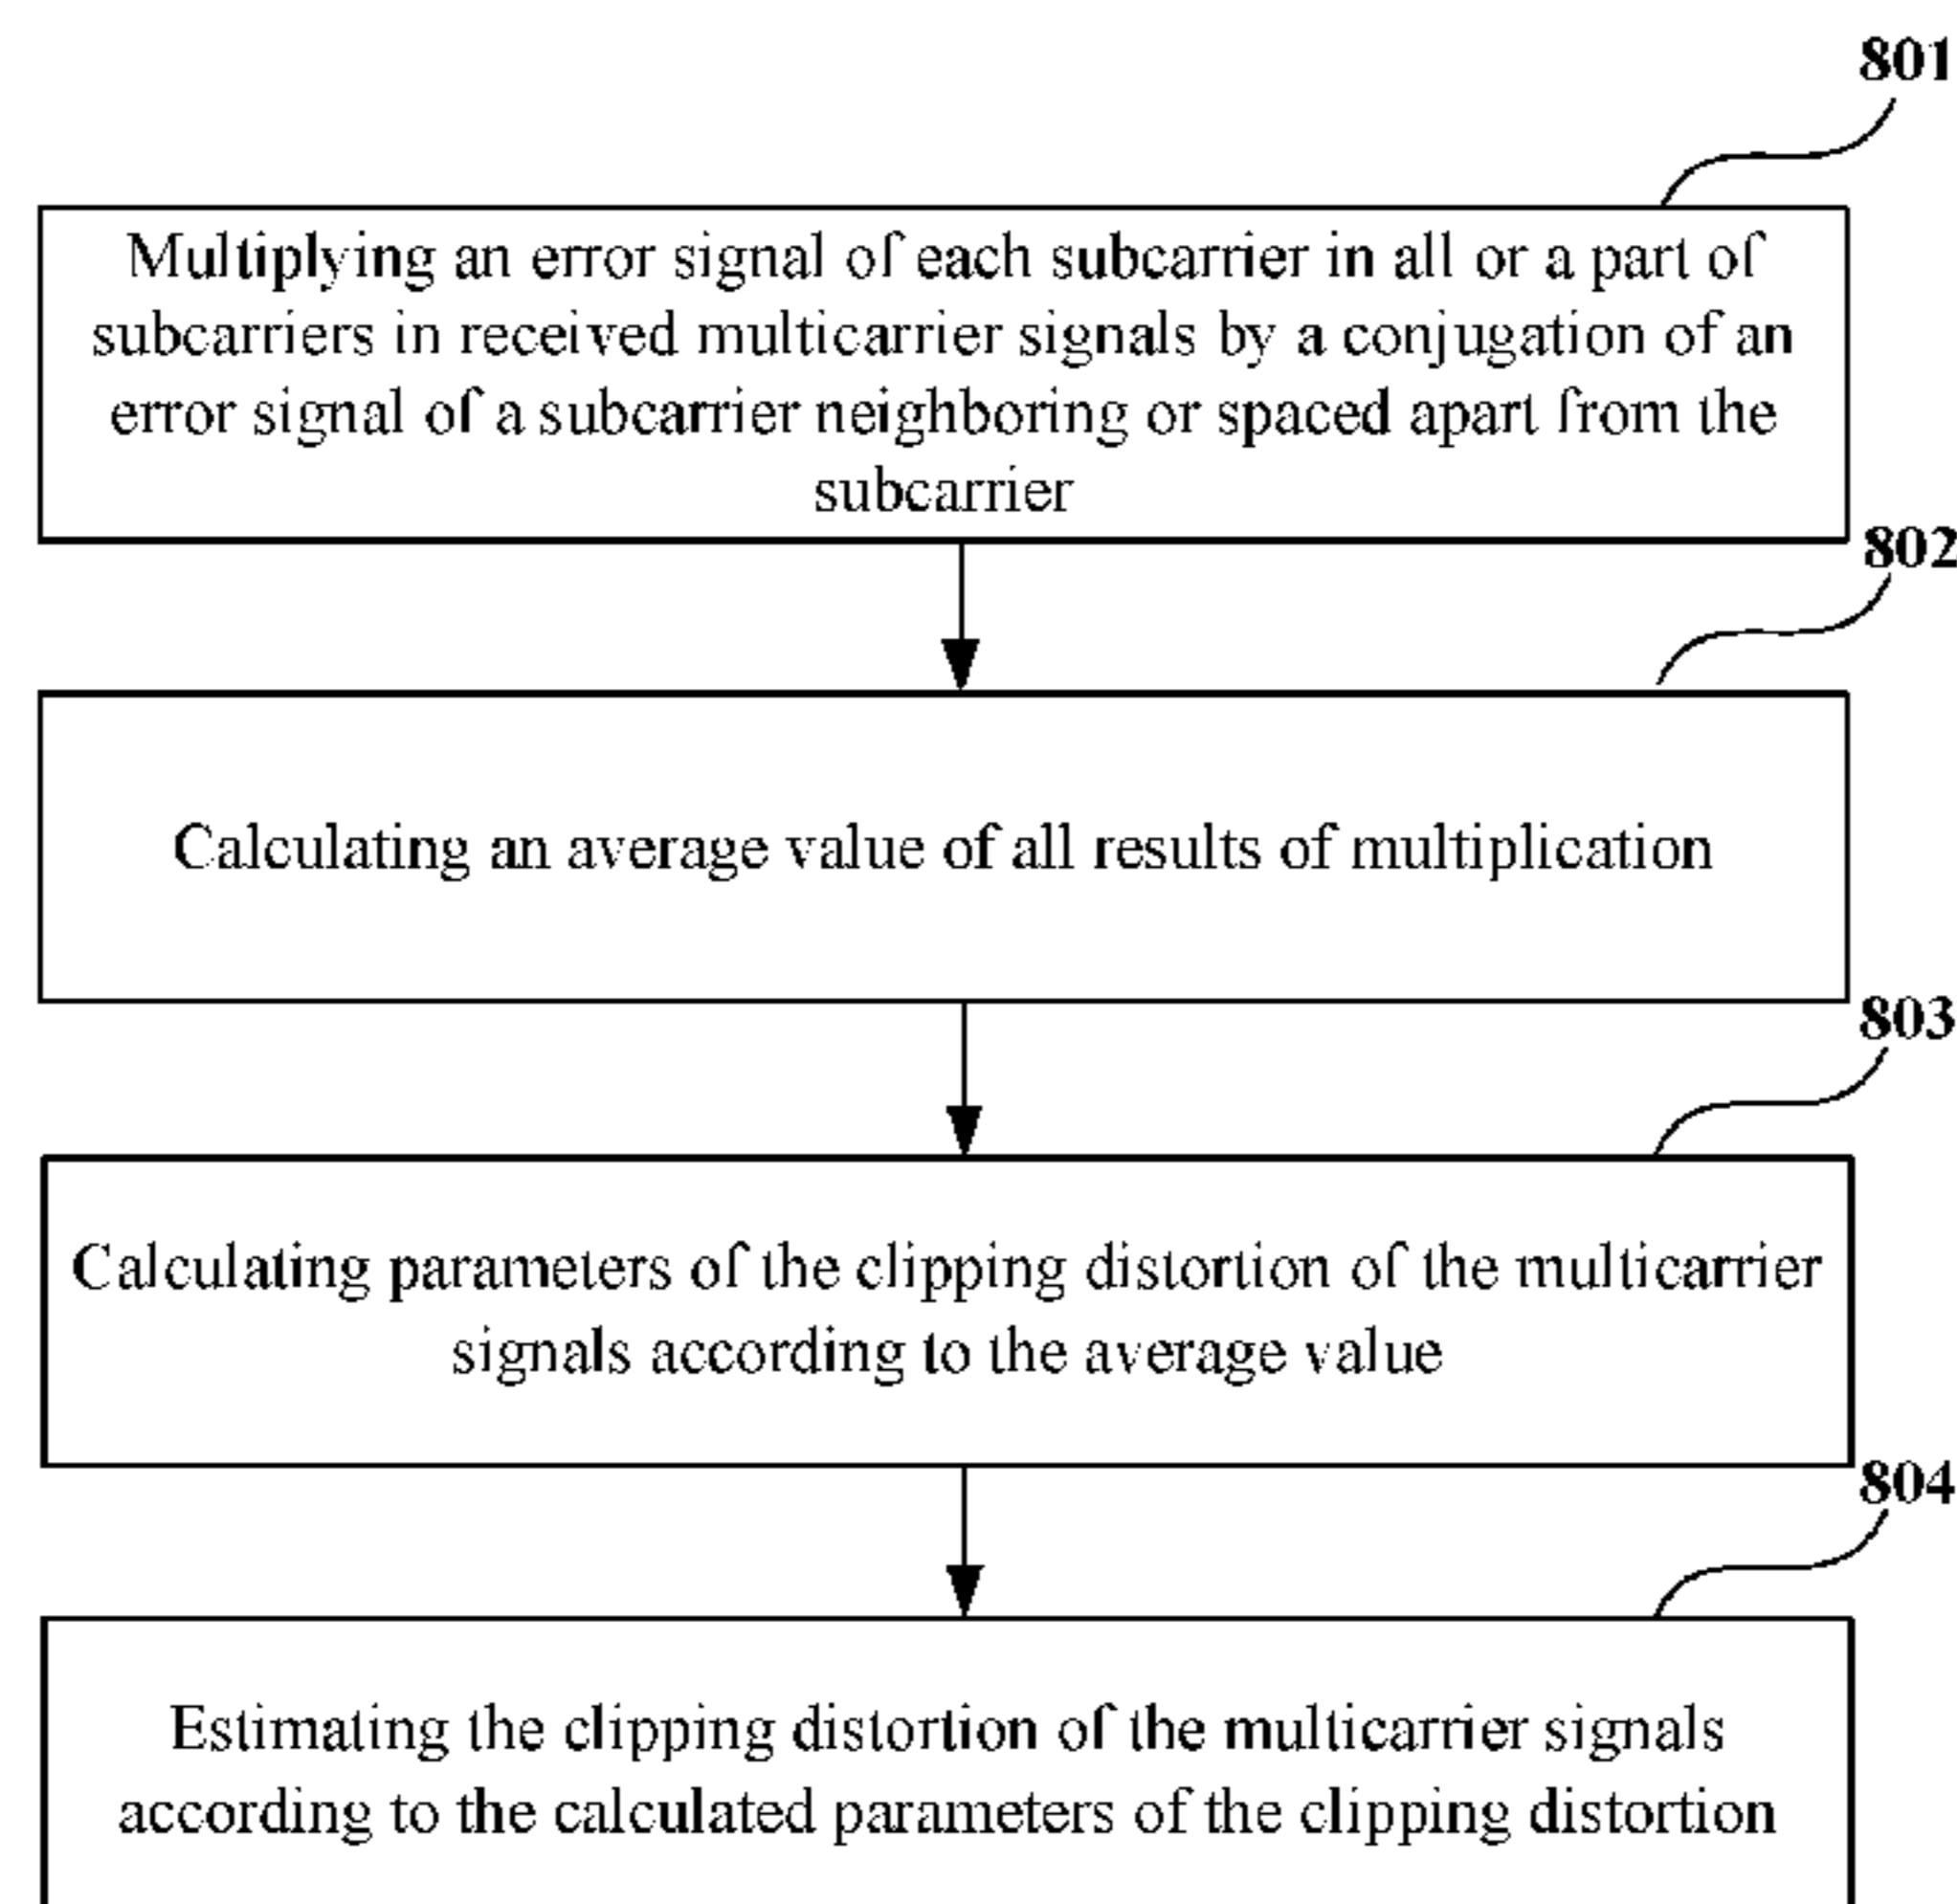 801
Multiplying an error signal of each subcarrier in all or a part of
subcarriers in received multicarrier signals by a conjugation of an
error signal of a subcarrier neighboring or spaced apart from the
subcarrier
802
Calculating an average value of all results of multiplication
803
Calculating parameters of the clipping distortion of the multicarrier
signals according to the average value
804
Estimating the clipping distortion of the multicarrier signals
according to the calculated parameters of the clipping distortion